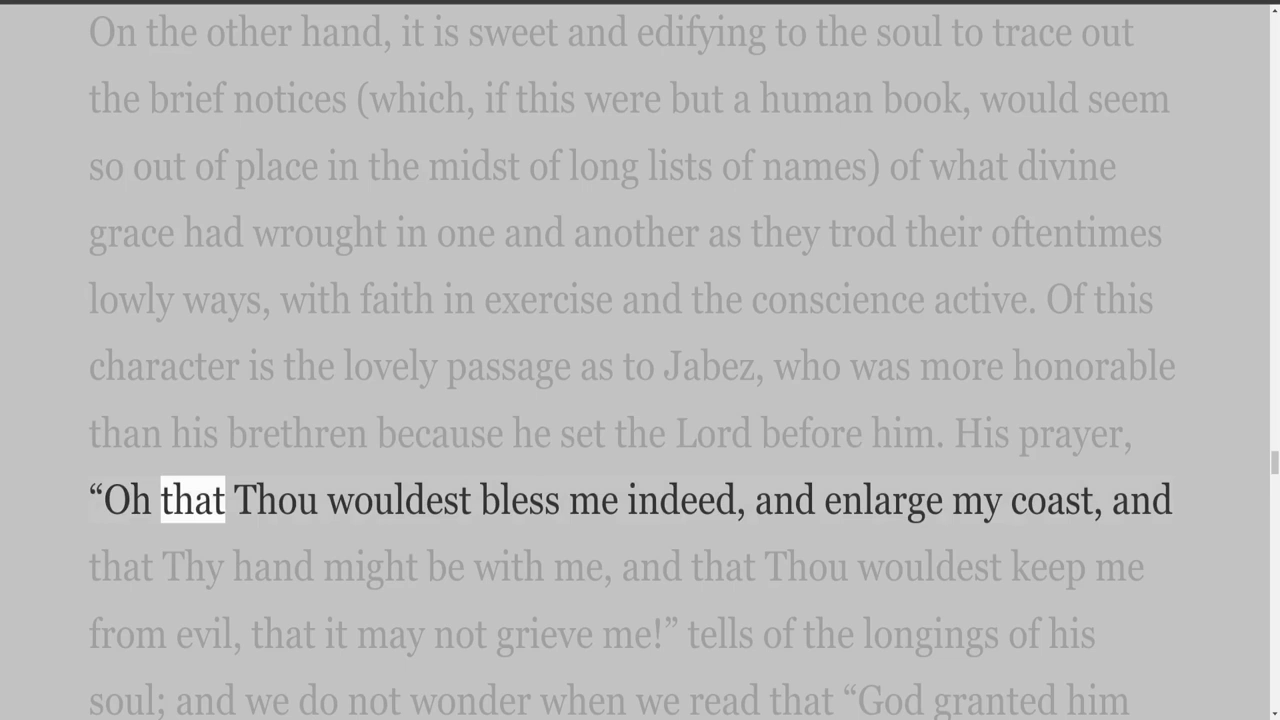 On the other hand, it is sweet and edifying to the soul to trace out
the brief notices (which, if this were but a human book, would seem
so out of place in the midst of long lists of names) of what divine
grace had wrought in one and another as they trod their oftentimes
lowly ways, with faith in exercise and the conscience active. Of this
character is the lovely passage as to Jabez, who was more honorable
than his brethren because he set the Lord before him. His prayer,
“Oh that Thou wouldest bless me indeed, and enlarge my coast, and
that Thy hand might be with me, and that Thou wouldest keep me
from evil, that it may not grieve me!” tells of the longings of his
soul; and we do not wonder when we read that “God granted him